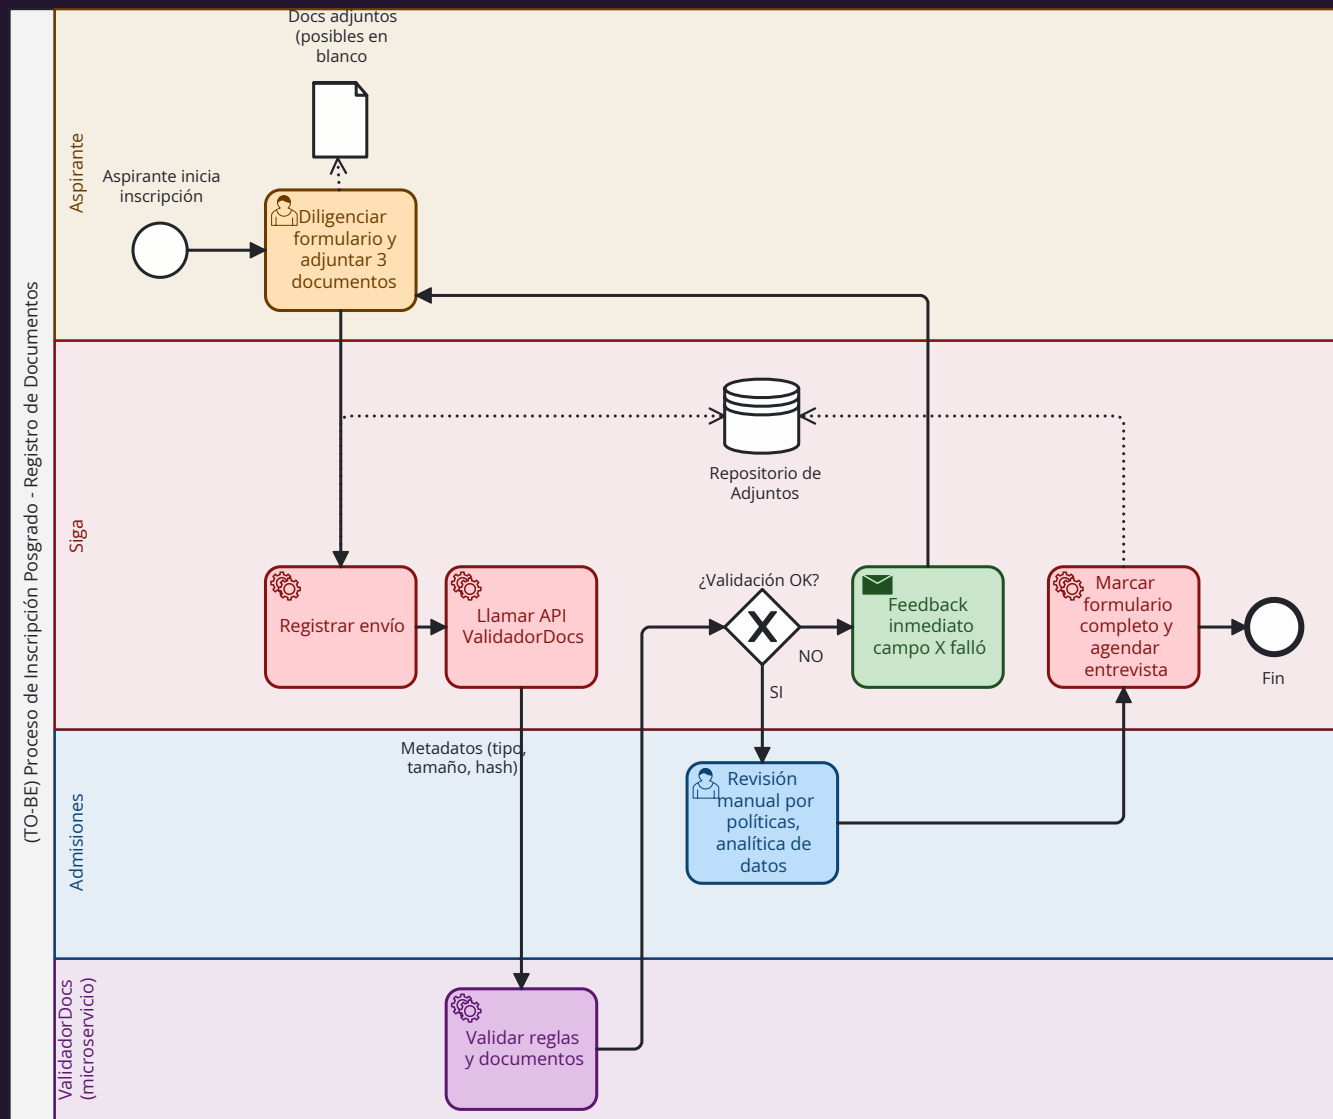 (TO-BE) Proceso de Inscripción Posgrado - Registro de Documentos
Aspirante
Docs adjuntos
(posibles en
blanco
Aspirante inicia
inscripción
Diligenciar
formulario y
adjuntar 3
documentos
Siga
Repositorio de
Adjuntos
Registrar envío
Llamar API
ValidadorDocs
¿Validación OK?
X
NO
SI
Feedback
inmediato
campo X falló
Marcar
formulario
completo y
agendar
entrevista
Fin
Admisiones
Metadatos (tipo,
tamaño, hash)
Revisión
manual por
políticas,
analítica de
datos
ValidadorDocs
(microservicio)
Validar reglas
y documentos